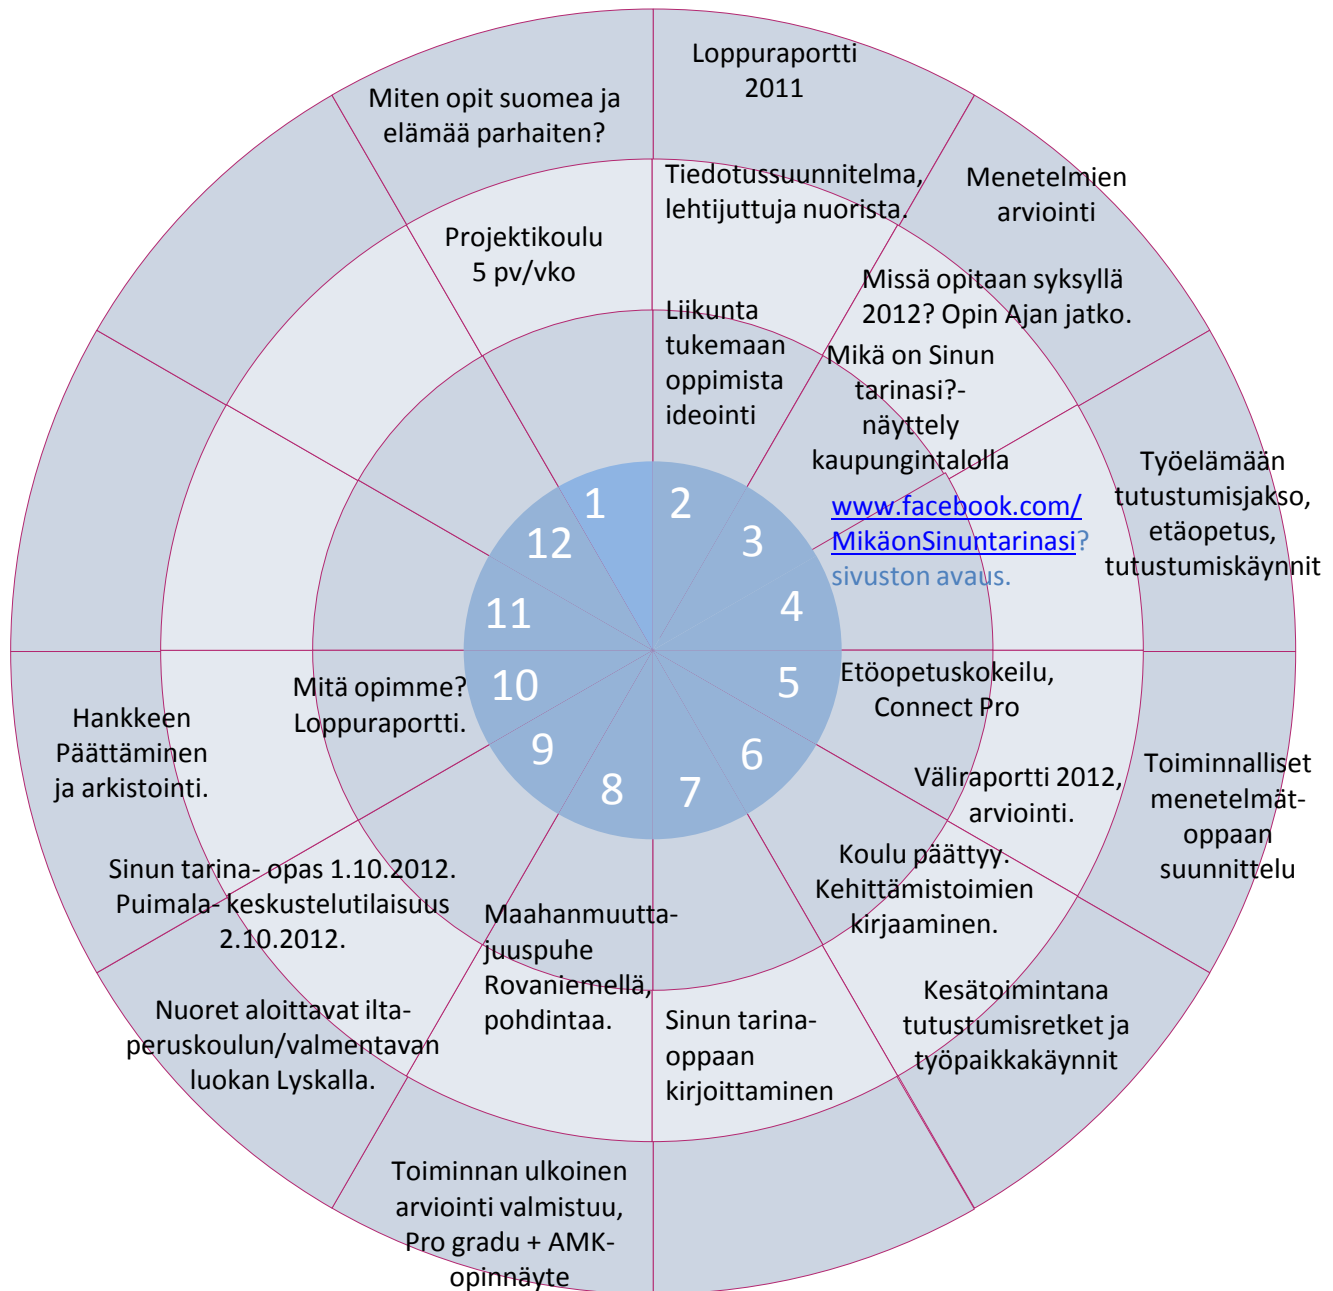 Loppuraportti
2011
Miten opit suomea ja
elämää parhaiten?
Tiedotussuunnitelma,
lehtijuttuja nuorista.
Menetelmien
arviointi
Projektikoulu
5 pv/vko
Missä opitaan syksyllä
2012? Opin Ajan jatko.
Liikunta
tukemaan
oppimista
ideointi
Mikä on Sinun
tarinasi?-
näyttely
kaupungintalolla
www.facebook.com/
MikäonSinuntarinasi?
sivuston avaus.
Työelämään
tutustumisjakso,
etäopetus,
tutustumiskäynnit
1
2
3
4
5
6
7
8
9
10
11
12
Etöopetuskokeilu,
Connect Pro
Väliraportti 2012,
arviointi.
Toiminnalliset
menetelmät-
oppaan
suunnittelu
Koulu päättyy.
Kehittämistoimien
kirjaaminen.
Kesätoimintana
tutustumisretket ja
työpaikkakäynnit
Sinun tarina-
oppaan
kirjoittaminen
Maahanmuutta-
juuspuhe
Rovaniemellä,
pohdintaa.
Toiminnan ulkoinen
arviointi valmistuu,
Pro gradu + AMK-
opinnäyte
Sinun tarina- opas 1.10.2012.
Puimala- keskustelutilaisuus
2.10.2012.
Nuoret aloittavat ilta-
peruskoulun/valmentavan
luokan Lyskalla.
Mitä opimme?
Loppuraportti.
Hankkeen
Päättäminen
ja arkistointi.